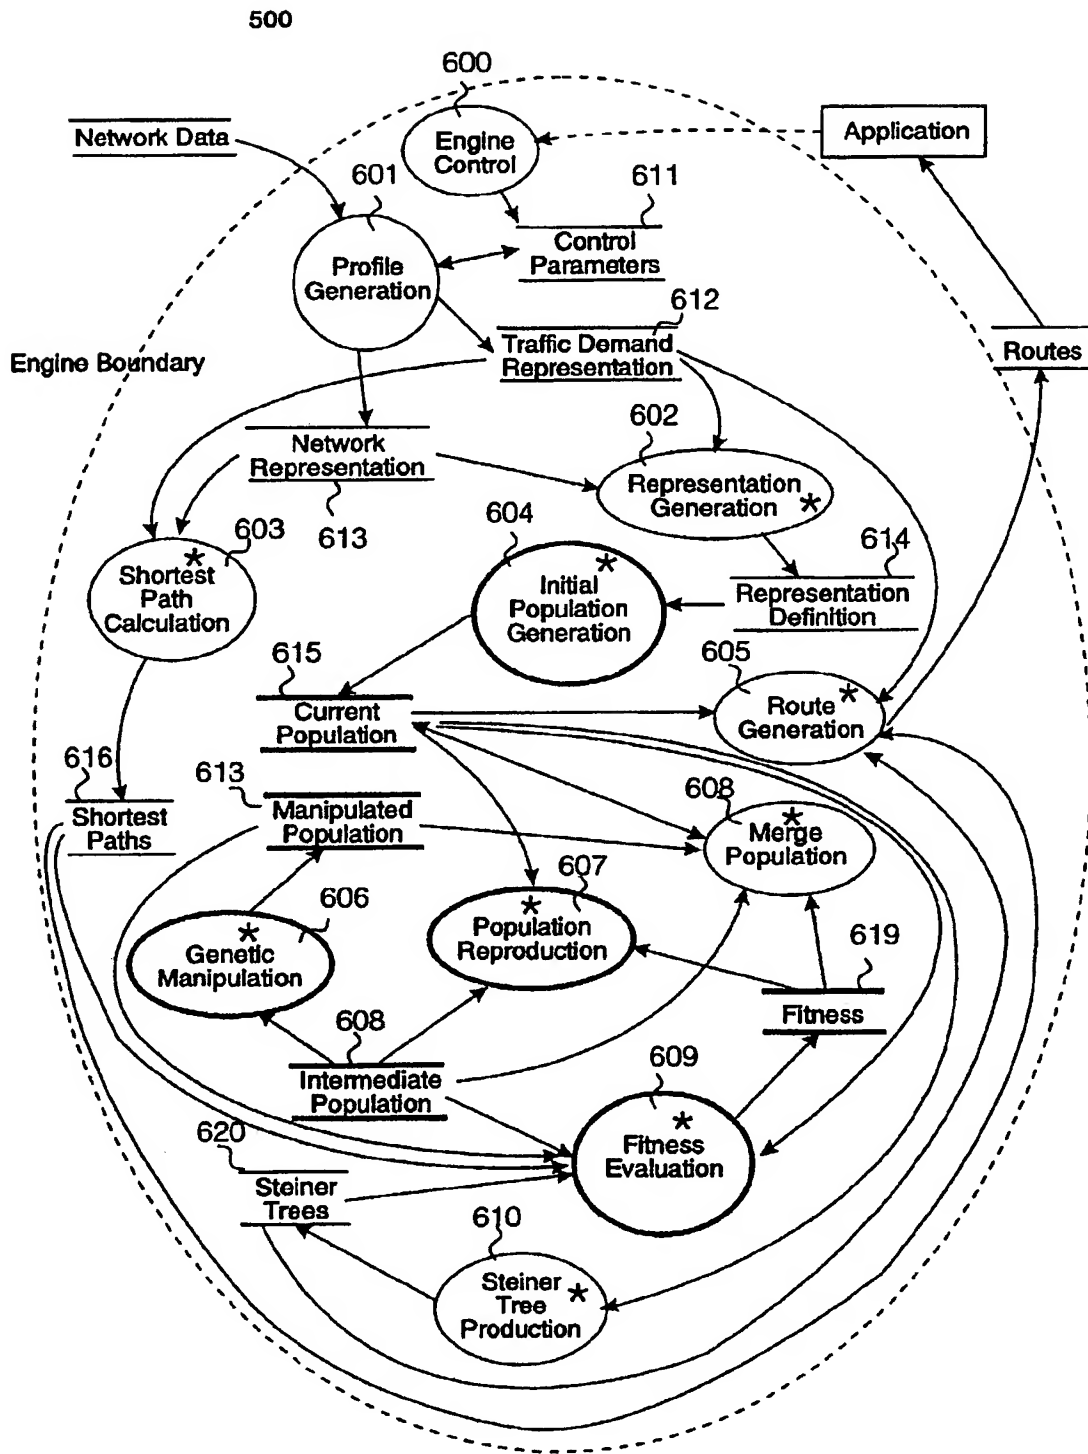 500
600
Network Data
Engine
Control
Application
601
611
Profile
Generation
Control
Parameters
612
Engine Boundary
Traffic Demand
Representation
Routes
602
Network
Representation
613
Representation
Generation
*
603
604
614
*
Shortest
Path
Calculation
*
Initial
Population
Generation
Representation
Definition
605
615
*
Route
Generation
Current
Population
616
613
608
Shortest
Paths
Manipulated
Population
*
Merge
Population
607
606
*
Population
Reproduction
*
Genetic
Manipulation
619
Fitness
608
Intermediate
Population
609
*
Fitness
Evaluation
620
Steiner
Trees
610
Steiner
Tree
Production
*